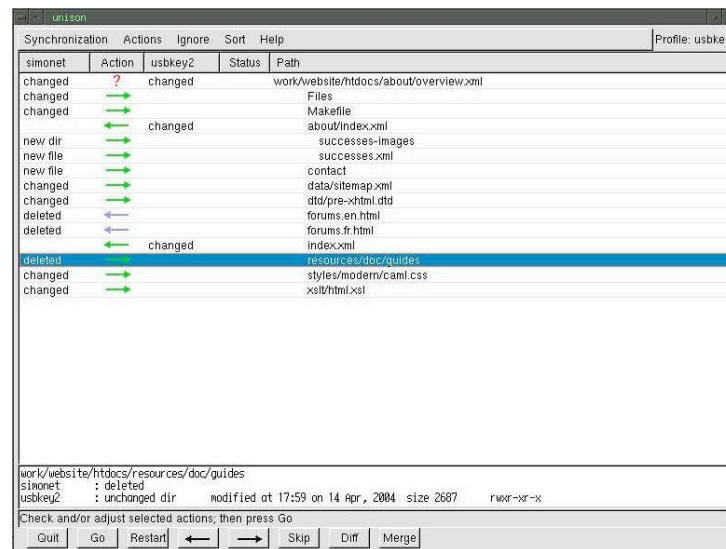 unison
Synchronization Actions Ignore Sort Help Profile: usbke
simonet Action usbkey2 Status Path
changed ? changed work/website/htdocs/about/overview.xml
changed Files
changed Makefile
changed about/index.xml
new dir successes-images
new file successes.xml
new file contact
changed data/sitemap.xml
changed dtd/pre-xhtml.dtd
deleted forums.en.html
deleted forums.fr.html
changed index.xml
deleted resources/doc/guides
changed styles/modern/caml.css
changed xslt/html.xsl
work/website/htdocs/resources/doc/guides
simonet : deleted
usbkey2 : unchanged dir modified at 17:59 on 14 Apr, 2004 size 2687 rwxr-xr-x
Check and/or adjust selected actions; then press Go
Quit Go Restart Skip Diff Merge